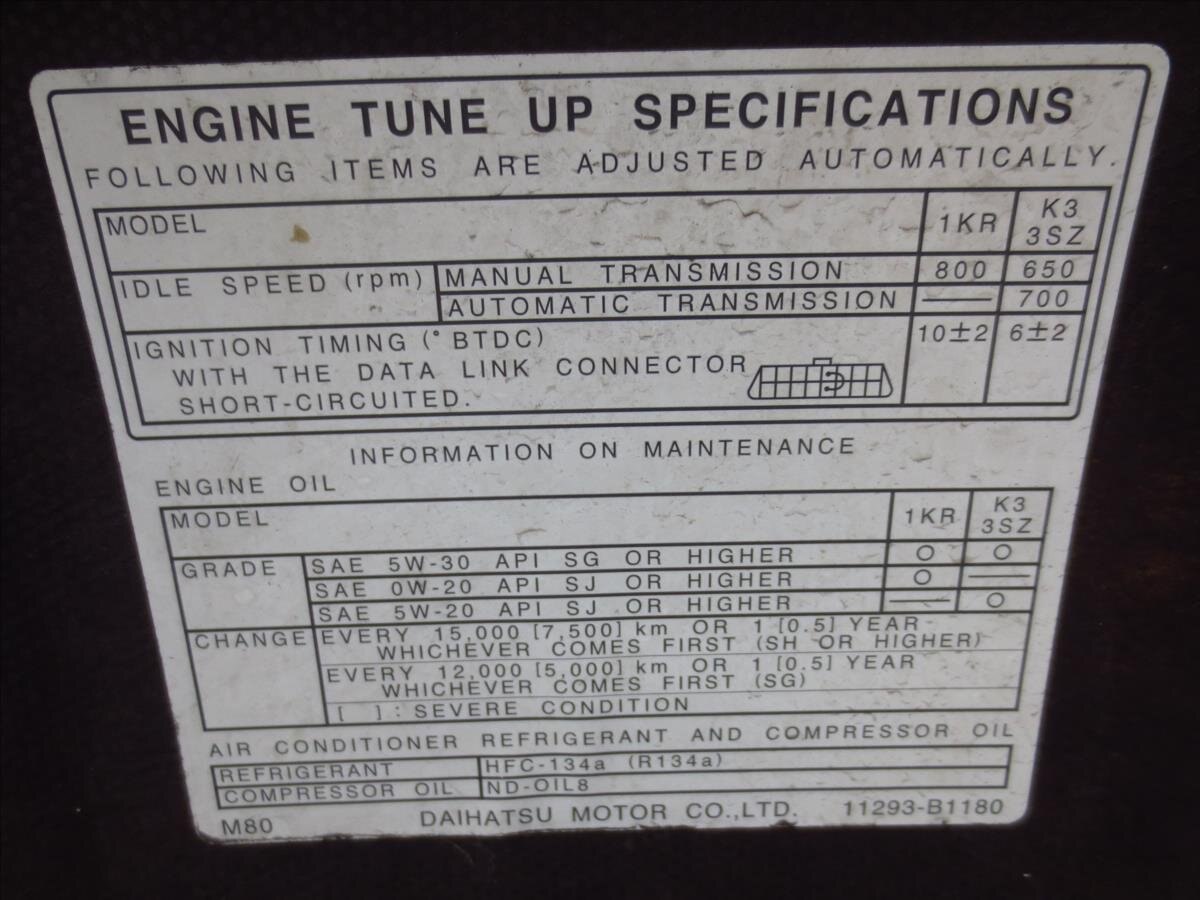 ENGINE TUNE UP SPECIFICATIONS
FOLLOWING ITEMS ARE ADJUSTED AUTOMATICALLY.
MODEL 1KR K3 3SZ
IDLE SPEED (rpm) MANUAL TRANSMISSION 800 650
AUTOMATIC TRANSMISSION — 700
IGNITION TIMING (° BTDC) 10±2 6±2
WITH THE DATA LINK CONNECTOR
SHORT-CIRCUITED.
INFORMATION ON MAINTENANCE
ENGINE OIL
MODEL 1KR K3 3SZ
GRADE SAE 5W-30 API SG OR HIGHER O O
SAE 0W-20 API SJ OR HIGHER O —
SAE 5W-20 API SJ OR HIGHER — O
CHANGE EVERY 15,000 [7,500] km OR 1 [0.5] YEAR
WHICHEVER COMES FIRST (SH OR HIGHER)
EVERY 12,000 [5,000] km OR 1 [0.5] YEAR
WHICHEVER COMES FIRST (SG)
[ ] : SEVERE CONDITION
AIR CONDITIONER REFRIGERANT AND COMPRESSOR OIL
REFRIGERANT HFC-134a (R134a)
COMPRESSOR OIL ND-OIL8
M80 DAIHATSU MOTOR CO.,LTD. 11293-B1180